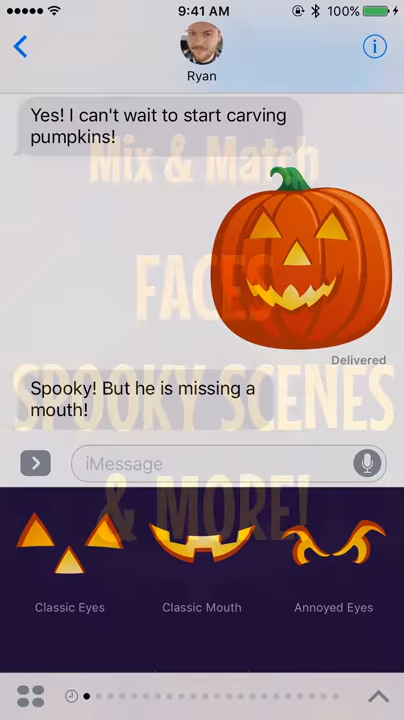 9:41 AM
100%
Ryan
Yes! I can't wait to start carving
pumpkins!
Mix & Match
FACES
Delivered
Spooky! But he is missing a
mouth!
SPOOKY SCENES
iMessage
& MORE!
Classic Eyes
Classic Mouth
Annoyed Eyes